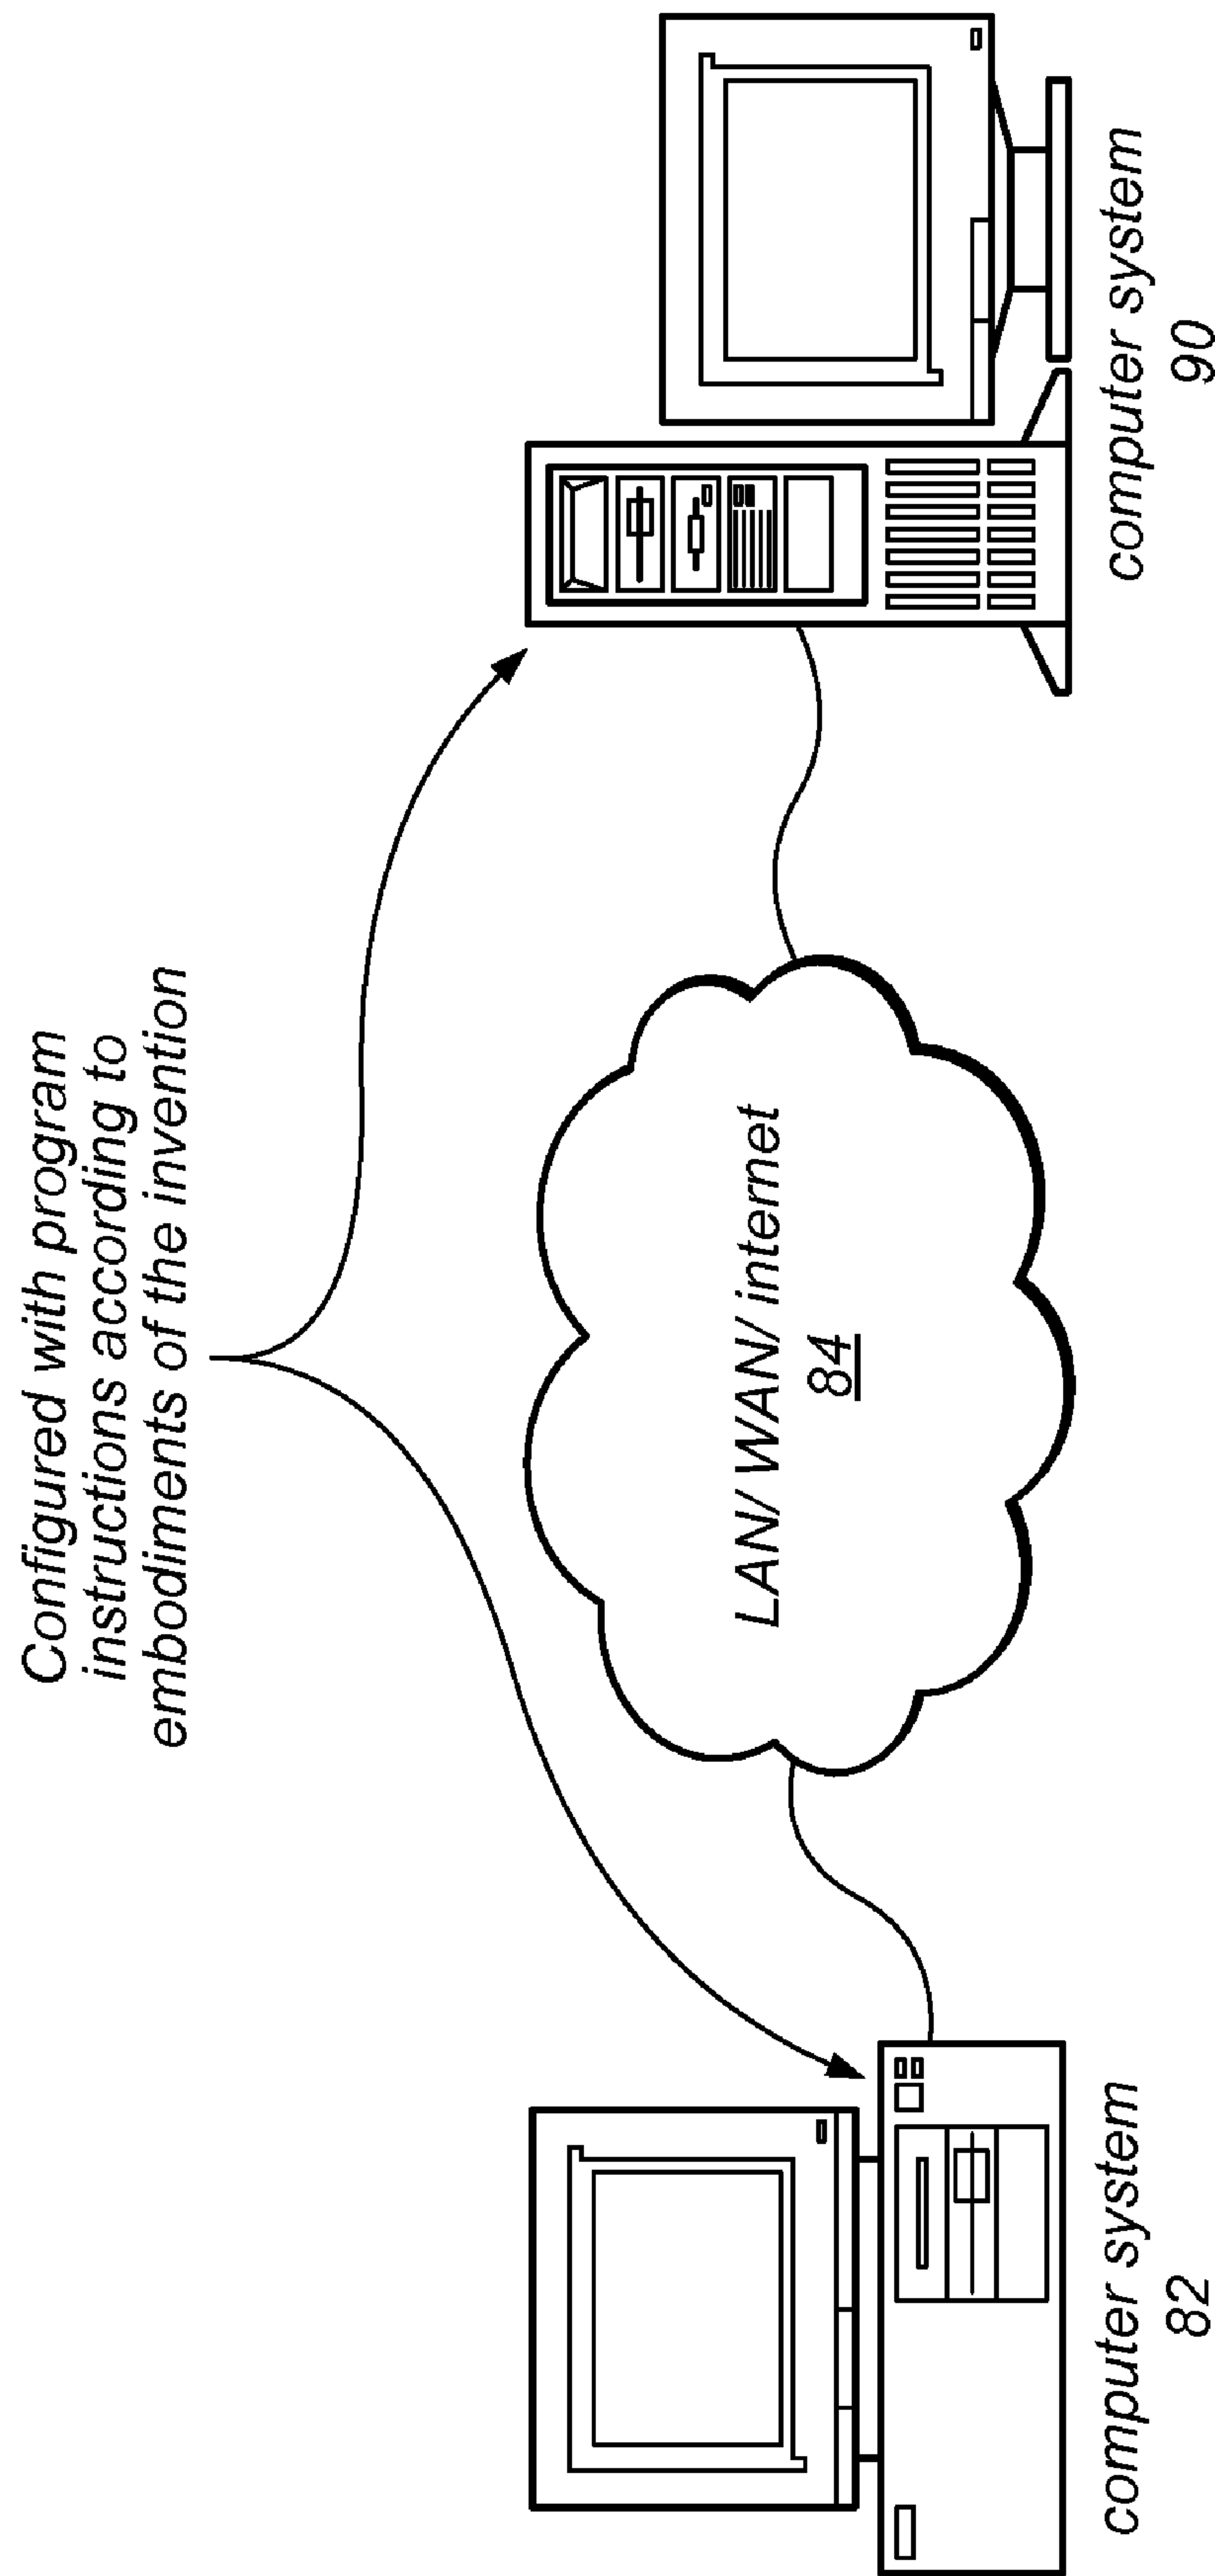 Configured with program
instructions according to
embodiments of the invention
LAN/ WAN/ internet
84
computer system
82
computer system
90